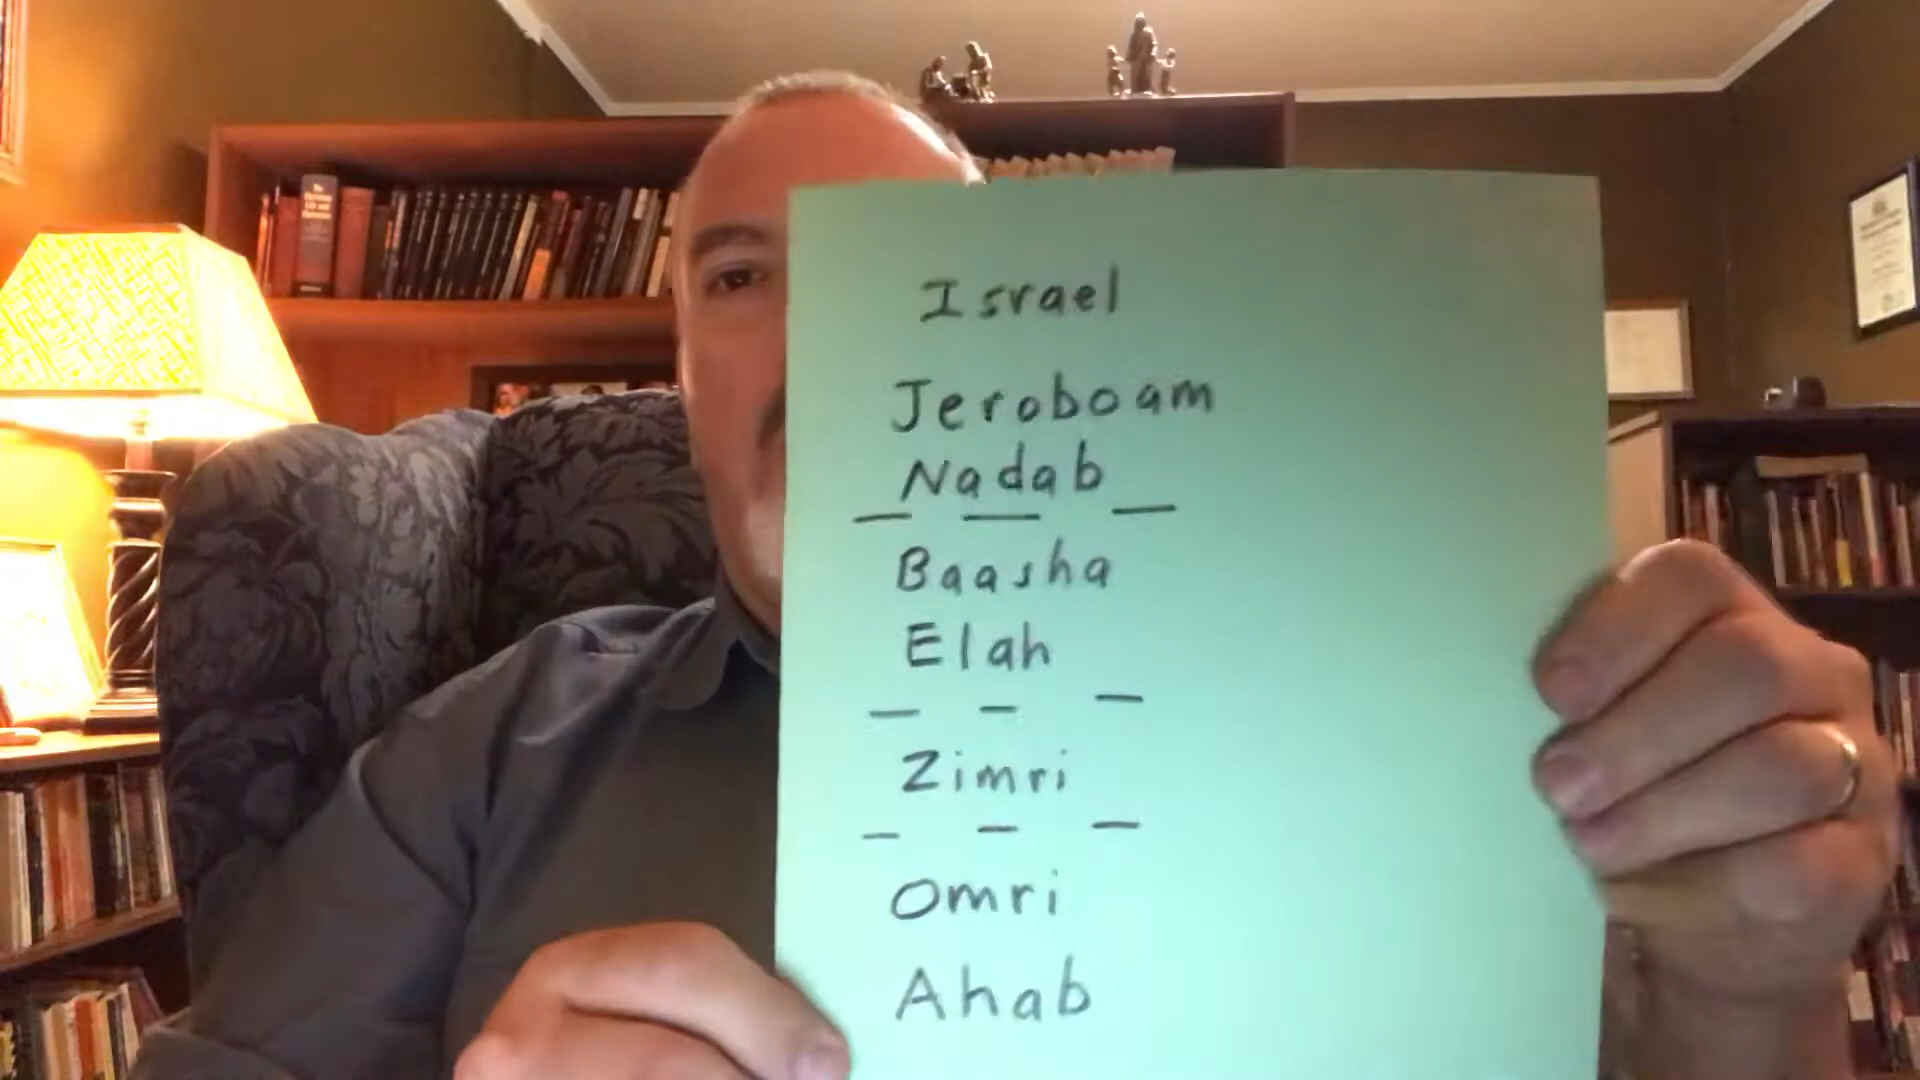 Israel
Jeroboam
Nadab
— — —
Baasha
Elah
— — —
Zimri
— — —
Omri
Ahab